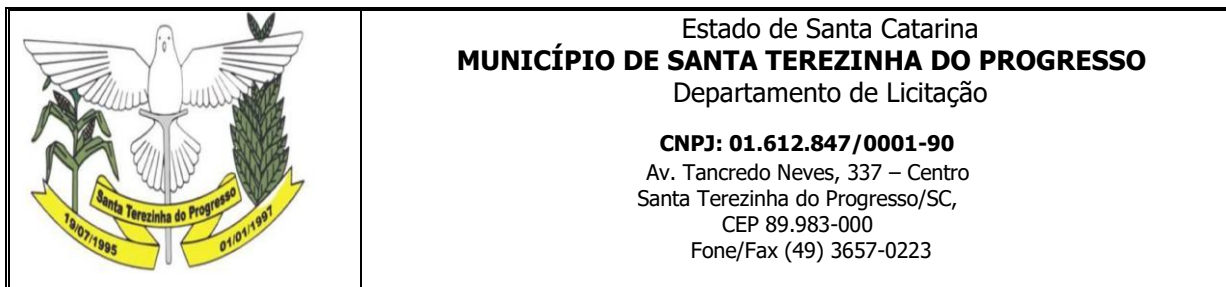 Santa Terezinha do Progresso
19/07/1995
01/01/1997
Estado de Santa Catarina
MUNICÍPIO DE SANTA TEREZINHA DO PROGRESSO
Departamento de Licitação
CNPJ: 01.612.847/0001-90
Av. Tancredo Neves, 337 – Centro
Santa Terezinha do Progresso/SC,
CEP 89.983-000
Fone/Fax (49) 3657-0223